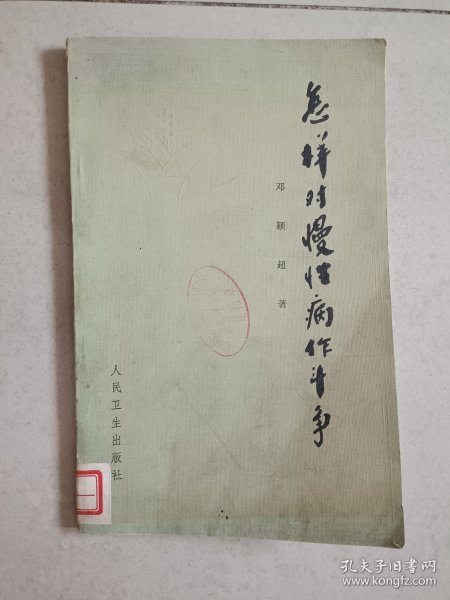 怎样对慢性病作斗争
邓颖超 著
人民卫生出版社
一
孔夫子旧书网
www.kongfz.com